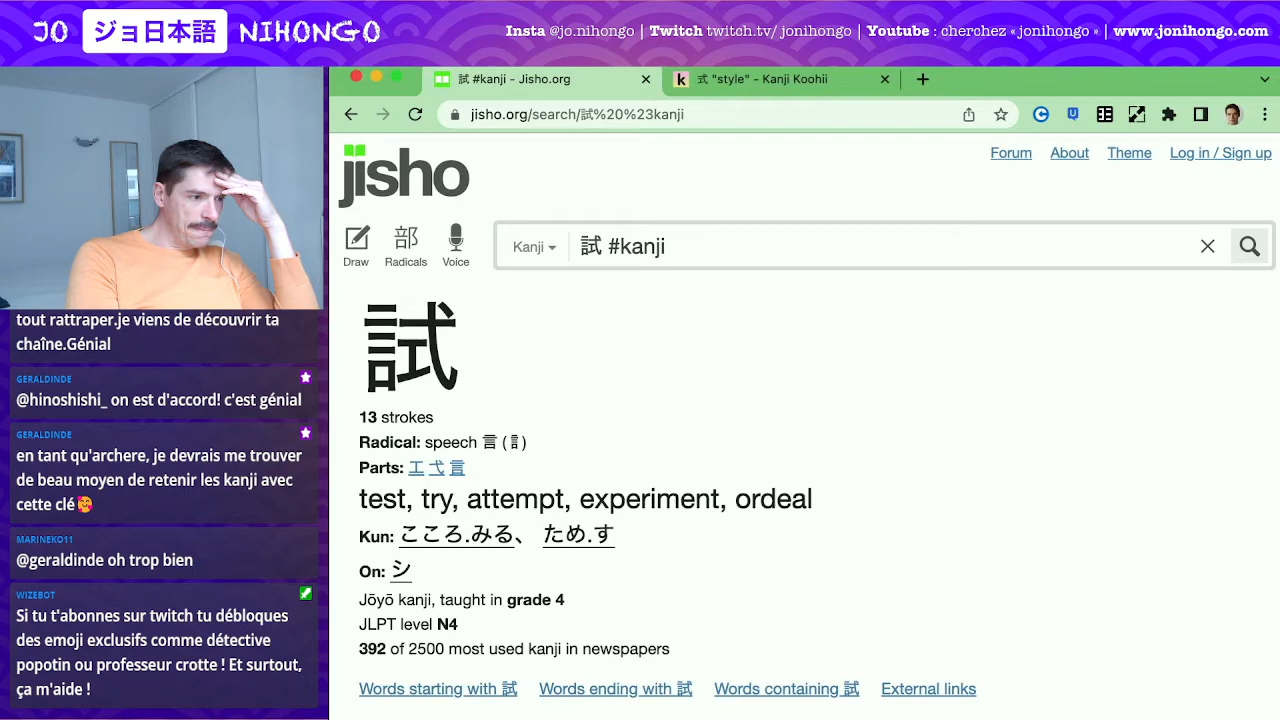 JO ジョ日本語 NIHONGO
Insta @jo.nihongo | Twitch twitch.tv/ jonihongo | Youtube : cherchez « jonihongo » | www.jonihongo.com
試 #kanji - Jisho.org
式 "style" - Kanji Koohii
jisho.org/search/試%20%23kanji
jisho
Forum About Theme Log in / Sign up
部
Draw Radicals Voice
Kanji 試 #kanji
試
13 strokes
Radical: speech 言 (訁)
Parts: 工 弋 言
test, try, attempt, experiment, ordeal
Kun: こころ.みる、 ため.す
On: シ
Jōyō kanji, taught in grade 4
JLPT level N4
392 of 2500 most used kanji in newspapers
Words starting with 試 Words ending with 試 Words containing 試 External links
tout rattraper.je viens de découvrir ta
chaîne.Génial
GERALDINDE
@hinoshishi_ on est d'accord! c'est génial
GERALDINDE
en tant qu'archere, je devrais me trouver
de beau moyen de retenir les kanji avec
cette clé🥰
MARINEKO11
@geraldinde oh trop bien
WIZEBOT
Si tu t'abonnes sur twitch tu débloques
des emoji exclusifs comme détective
popotin ou professeur crotte ! Et surtout,
ça m'aide !